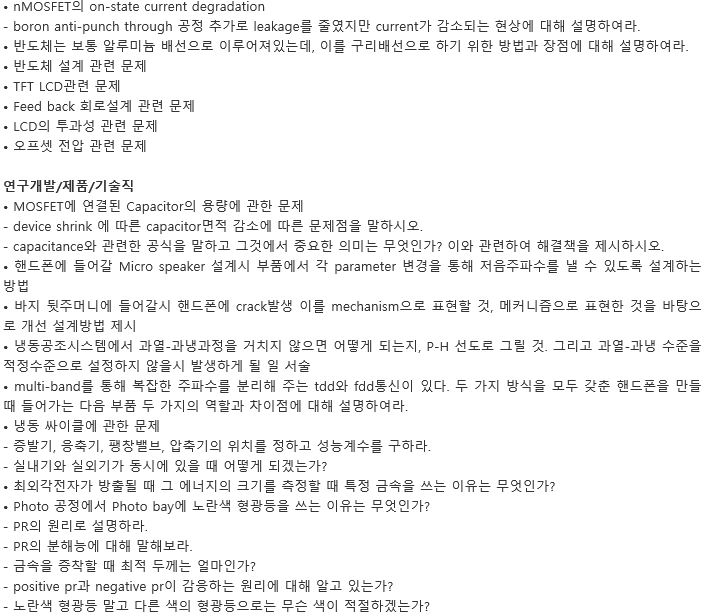 • nMOSFET의 on-state current degradation
- boron anti-punch through 공정 추가로 leakage를 줄였지만 current가 감소되는 현상에 대해 설명하여라.
• 반도체는 보통 알루미늄 배선으로 이루어져있는데, 이를 구리배선으로 하기 위한 방법과 장점에 대해 설명하여라.
• 반도체 설계 관련 문제
• TFT LCD관련 문제
• Feed back 회로설계 관련 문제
• LCD의 투과성 관련 문제
• 오프셋 전압 관련 문제
연구개발/제품/기술직
• MOSFET에 연결된 Capacitor의 용량에 관한 문제
- device shrink 에 따른 capacitor면적 감소에 따른 문제점을 말하시오.
- capacitance와 관련한 공식을 말하고 그것에서 중요한 의미는 무엇인가? 이와 관련하여 해결책을 제시하시오.
• 핸드폰에 들어갈 Micro speaker 설계시 부품에서 각 parameter 변경을 통해 저음주파수를 낼 수 있도록 설계하는
방법
• 바지 뒷주머니에 들어갈시 핸드폰에 crack발생 이를 mechanism으로 표현할 것, 메커니즘으로 표현한 것을 바탕으
로 개선 설계방법 제시
• 냉동공조시스템에서 과열-과냉과정을 거치지 않으면 어떻게 되는지, P-H 선도로 그릴 것. 그리고 과열-과냉 수준을
적정수준으로 설정하지 않을시 발생하게 될 일 서술
• multi-band를 통해 복잡한 주파수를 분리해 주는 tdd와 fdd통신이 있다. 두 가지 방식을 모두 갖춘 핸드폰을 만들
때 들어가는 다음 부품 두 가지의 역할과 차이점에 대해 설명하여라.
• 냉동 싸이클에 관한 문제
- 증발기, 응축기, 팽창밸브, 압축기의 위치를 정하고 성능계수를 구하라.
- 실내기와 실외기가 동시에 있을 때 어떻게 되겠는가?
• 최외각전자가 방출될 때 그 에너지의 크기를 측정할 때 특정 금속을 쓰는 이유는 무엇인가?
• Photo 공정에서 Photo bay에 노란색 형광등을 쓰는 이유는 무엇인가?
- PR의 원리로 설명하라.
- PR의 분해능에 대해 말해보라.
- 금속을 증착할 때 최적 두께는 얼마인가?
- positive pr과 negative pr이 감응하는 원리에 대해 알고 있는가?
- 노란색 형광등 말고 다른 색의 형광등으로는 무슨 색이 적절하겠는가?